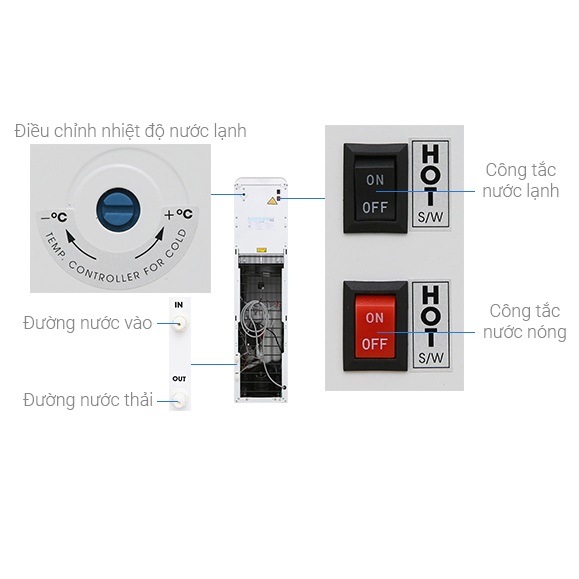 Điều chỉnh nhiệt độ nước lạnh
−°C
+°C
TEMP. CONTROLLER FOR COLD
IN
Đường nước vào
OUT
Đường nước thải
ON
OFF
HOT
S/W
Công tắc
nước lạnh
ON
OFF
HOT
S/W
Công tắc
nước nóng